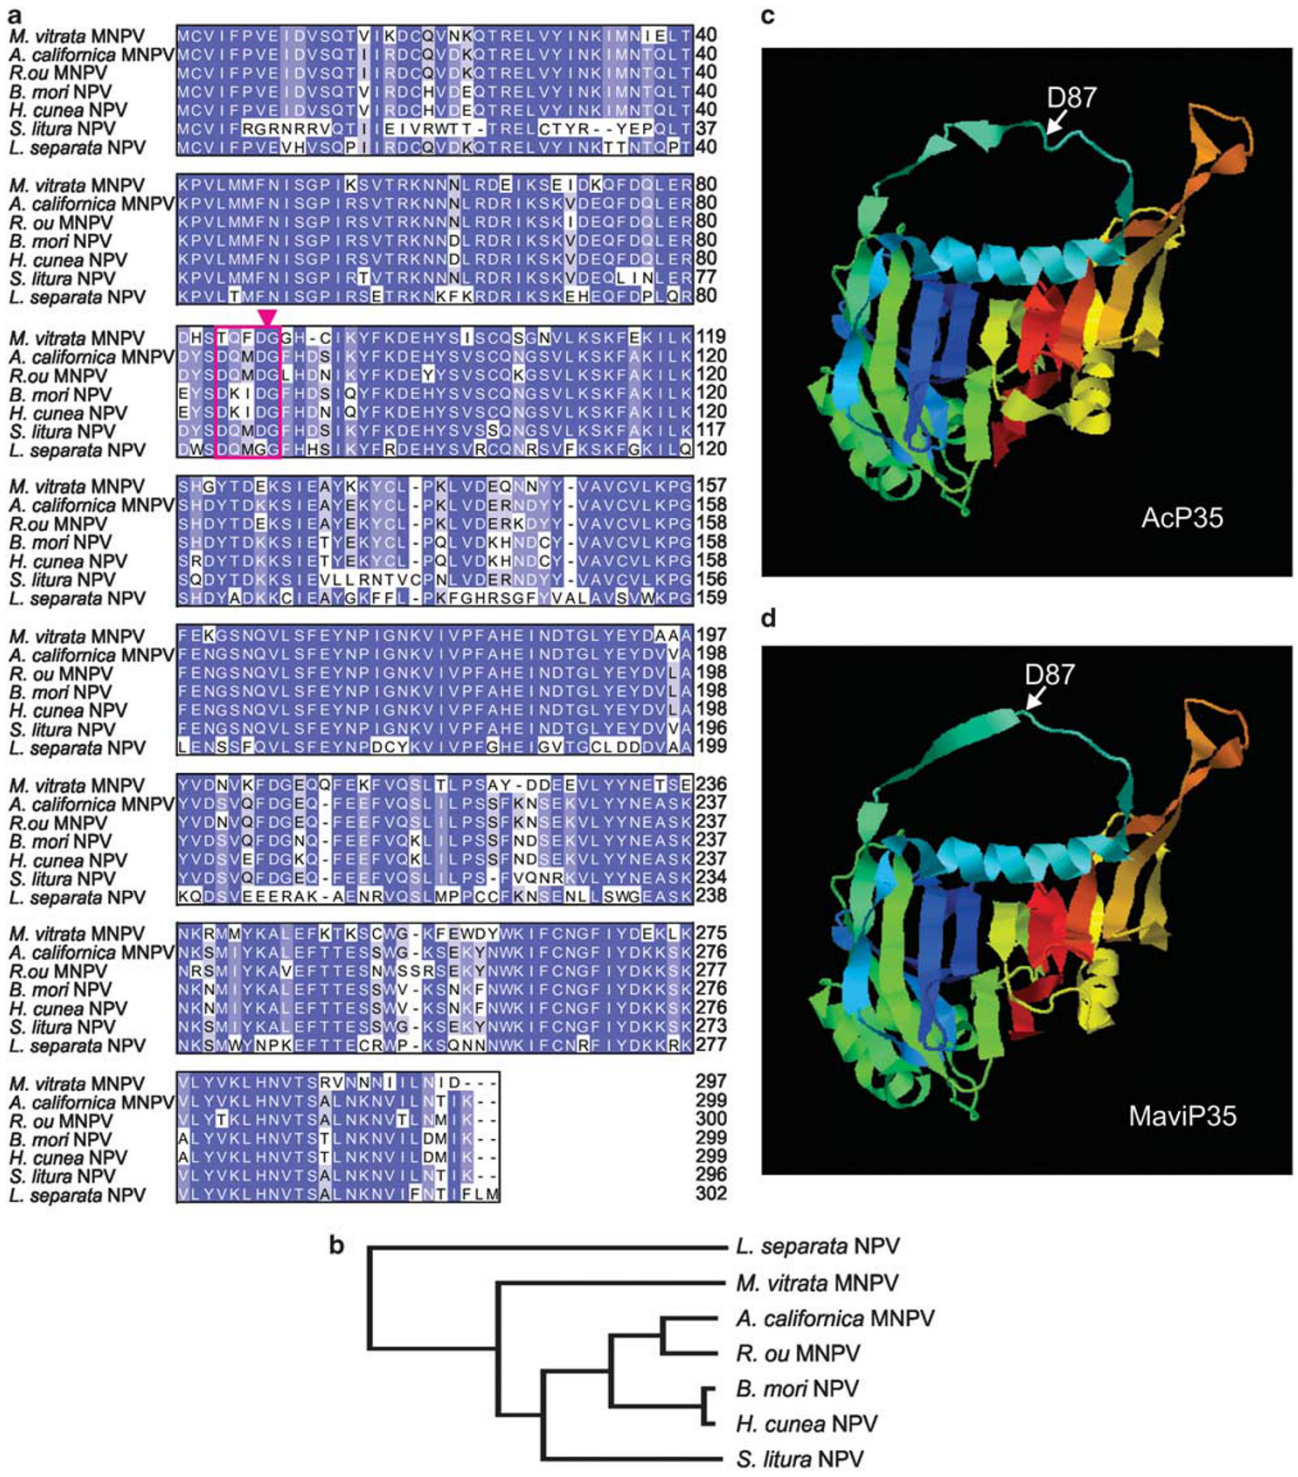 a
M. vitrata MNPV MCVIFPVEIDVSQTVIKDCQVNKQTRELVYINKIMNIELT 40
A. californica MNPV MCVIFPVEIDVSQTIIRDCQVDKQTRELVYINKIMNTQLT 40
R.ou MNPV MCVIFPVEIDVSQTIIRDCQVDKQTRELVYINKIMNTQLT 40
B. mori NPV MCVIFPVEIDVSQTVIRDCHVDEQTRELVYINKIMNTQLT 40
H. cunea NPV MCVIFPVEIDVSQTVIRDCHVDEQTRELVYINKIMNTQLT 40
S. litura NPV MCVIFRGRNRRVQTIIEIVRWTT-TRELCTYR--YEPQLT 37
L. separata NPV MCVIFPVEVHVSQPIIRDCQVDKQTRELVYINKTTNTQPT 40
M. vitrata MNPV KPVLMMFNISGPIKSVTRKNNNLRDEIKSEIDKQFDQLER 80
A. californica MNPV KPVLMMFNISGPIRSVTRKNNNLRDRIKSKVDEQFDQLER 80
R. ou MNPV KPVLMMFNISGPIRSVTRKNNNLRDRIKSKIDEQFDQLER 80
B. mori NPV KPVLMMFNISGPIRSVTRKNNDLRDRIKSKVDEQFDQLER 80
H. cunea NPV KPVLMMFNISGPIRSVTRKNNDLRDRIKSKVDEQFDQLER 80
S. litura NPV KPVLMMFNISGPIRTVTRKNNNLRDRIKSKVDEQLINLER 77
L. separata NPV KPVLTMFNISGPIRSETRKNKFKRDRIKSKEHEQFDPLQR 80
M. vitrata MNPV DHSTQFDGGH-CIKYFKDEHYSISCQSGNVLKSKFEKILK 119
A. californica MNPV DYSDQMDGFHDSIKYFKDEHYSVSCQNGSVLKSKFAKILK 120
R.ou MNPV DYSDQMDGLHDNIKYFKDEYYSVSCQKGSVLKSKFAKILK 120
B. mori NPV EYSDKIDGFHDSIQYFKDEHYSVSCQNGSVLKSKFAKILK 120
H. cunea NPV EYSDKIDGFHDNIQYFKDEHYSVSCQNGSVLKSKFAKILK 120
S. litura NPV DYSDQMDGFHDSIKYFKDEHYSVSSQNGSVLKSKFAKILK 117
L. separata NPV DWSDQMGGFHHSIKYFRDEHYSVRCQNRSVFKSKFGKILQ 120
M. vitrata MNPV SHGYTDEKSIEAYKKYCL-PKLVDEQNNYY-VAVCVLKPG 157
A. californica MNPV SHDYTDKKSIEAYEKYCL-PKLVDERNDYY-VAVCVLKPG 158
R.ou MNPV SHDYTDEKSIEAYEKYCL-PKLVDERKDYY-VAVCVLKPG 158
B. mori NPV SHDYTDKKSIETYEKYCL-PQLVDKHNDCY-VAVCVLKPG 158
H. cunea NPV SRDYTDKKSIETYEKYCL-PQLVDKHNDCY-VAVCVLKPG 158
S. litura NPV SQDYTDKKSIEVLLRNTVCPNLVDERNDYY-VAVCVLKPG 156
L. separata NPV SHDYADKKCIEAYGKFFL-PKFGHRSGFYVALAVSVWKPG 159
M. vitrata MNPV FEKGSNQVLSFEYNPIGNKVIVPFAHEINDTGLYEYDAAA 197
A. californica MNPV FENGSNQVLSFEYNPIGNKVIVPFAHEINDTGLYEYDVVA 198
R. ou MNPV FENGSNQVLSFEYNPIGNKVIVPFAHEINDTGLYEYDVLA 198
B. mori NPV FENGSNQVLSFEYNPIGNKVIVPFAHEINDTGLYEYDVLA 198
H. cunea NPV FENGSNQVLSFEYNPIGNKVIVPFAHEINDTGLYEYDVLA 198
S. litura NPV FENGSNQVLSFEYNPIGNKVIVPFAHEINDTGLYEYDVVA 196
L. separata NPV LENSSFQVLSFEYNPDCYKVIVPFGHEIGVTGCLDDDVAA 199
M. vitrata MNPV YVDNVKFDGEQQFEKFVQSLTLPSAY-DDEEVLYYNETSE 236
A. californica MNPV YVDSVQFDGEQ-FEEFVQSLILPSSFKNSEKVLYYNEASK 237
R.ou MNPV YVDNVQFDGEQ-FEEFVQSLILPSSFKNSEKVLYYNEASK 237
B. mori NPV YVDSVQFDGNQ-FEEFVQKLILPSSFNDSEKVLYYNEASK 237
H. cunea NPV YVDSVEFDGKQ-FEEFVQKLILPSSFNDSEKVLYYNEASK 237
S. litura NPV YVDSVQFDGEQ-FEEFVQSLILPS-FVQNRKVLYYNEASK 234
L. separata NPV KQDSVEEERAK-AENRVQSLMPPCCFKNSENLLSWGEASK 238
M. vitrata MNPV NKRMMYKALEFKTKSCWG-KFEWDYWKIFCNGFIYDEKLK 275
A. californica MNPV NKSMIYKALEFTTESSWG-KSEKYNWKIFCNGFIYDKKSK 276
R.ou MNPV NRSMIYKAVEFTTESNWSSRSEKYNWKIFCNGFIYDKKSK 277
B. mori NPV NKNMIYKALEFTTESSWV-KSNKFNWKIFCNGFIYDKKSK 276
H. cunea NPV NKNMIYKALEFTTESSWV-KSNKFNWKIFCNGFIYDKKSK 276
S. litura NPV NKSMIYKALEFTTESSWG-KSEKYNWKIFCNGFIYDKKSK 273
L. separata NPV NKSMWYNPKEFTTECRWP-KSQNNNWKIFCNRFIYDKKRK 277
M. vitrata MNPV VLYVKLHNVTSRVNNNIILNID--- 297
A. californica MNPV VLYVKLHNVTSALNKNVILNTIK-- 299
R. ou MNPV VLYTKLHNVTSALNKNVTLNMIK-- 300
B. mori NPV ALYVKLHNVTSTLNKNVILDMIK-- 299
H. cunea NPV ALYVKLHNVTSTLNKNVILDMIK-- 299
S. litura NPV VLYVKLHNVTSALNKNVILNTIK-- 296
L. separata NPV VLYVKLHNVTSALNKNVIFNTIFLM 302
b
L. separata NPV
M. vitrata MNPV
A. californica MNPV
R. ou MNPV
B. mori NPV
H. cunea NPV
S. litura NPV
c
D87
AcP35
d
D87
MaviP35